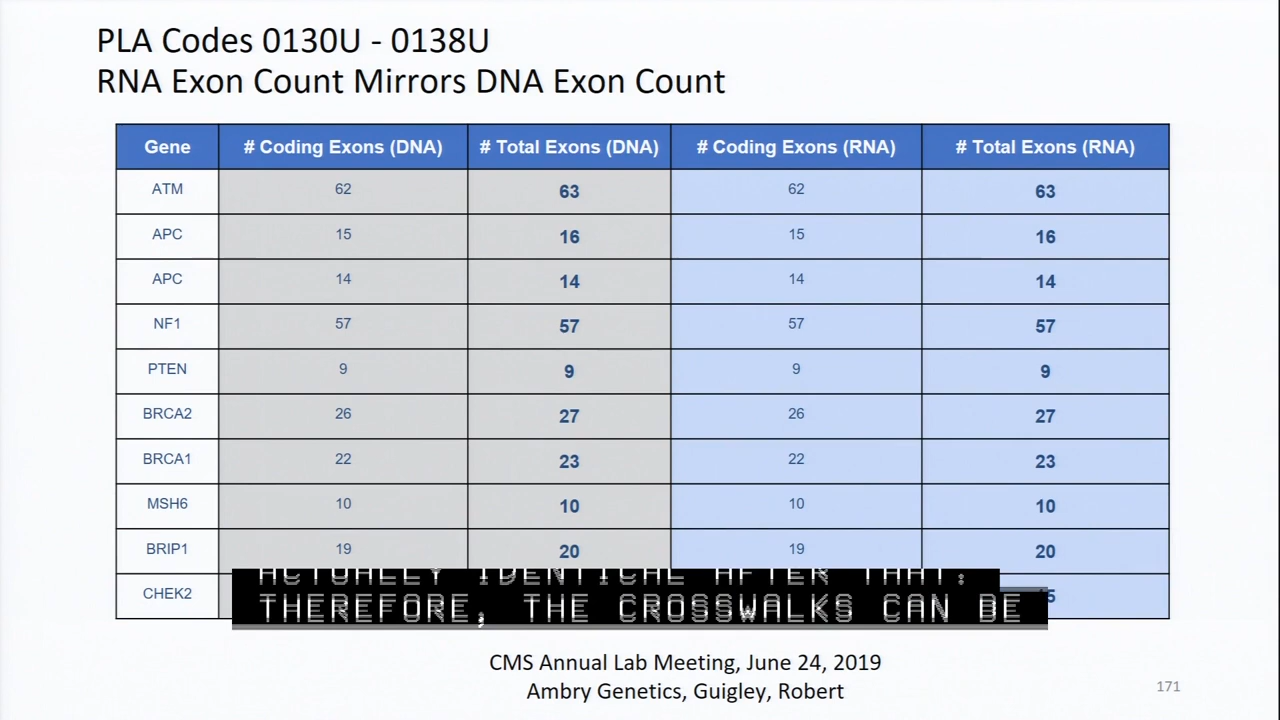 PLA Codes 0130U - 0138U
RNA Exon Count Mirrors DNA Exon Count
Gene # Coding Exons (DNA) # Total Exons (DNA) # Coding Exons (RNA) # Total Exons (RNA)
ATM 62 63 62 63
APC 15 16 15 16
APC 14 14 14 14
NF1 57 57 57 57
PTEN 9 9 9 9
BRCA2 26 27 26 27
BRCA1 22 23 22 23
MSH6 10 10 10 10
BRIP1 19 20 19 20
CHEK2
ACTUALLY IDENTICAL AFTER THAT.
THEREFORE, THE CROSSWALKS CAN BE
CMS Annual Lab Meeting, June 24, 2019
Ambry Genetics, Guigley, Robert
171